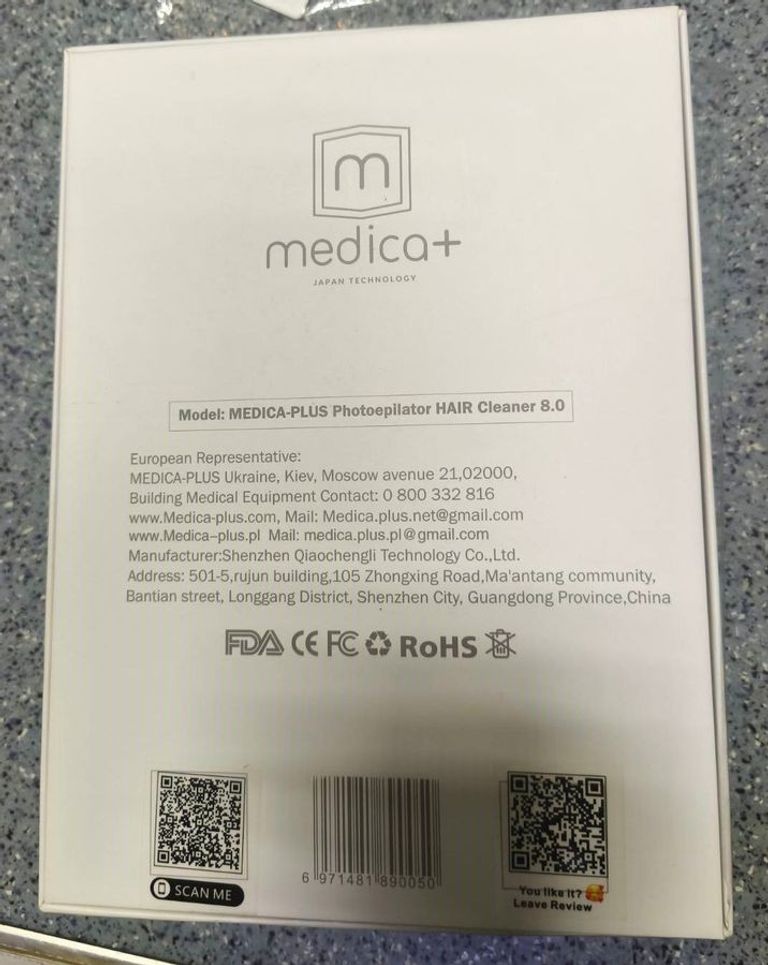 m
medica+
JAPAN TECHNOLOGY
Model: MEDICA-PLUS Photoepilator HAIR Cleaner 8.0
European Representative:
MEDICA-PLUS Ukraine, Kiev, Moscow avenue 21,02000,
Building Medical Equipment Contact: 0 800 332 816
www.Medica-plus.com, Mail: Medica.plus.net@gmail.com
www.Medica–plus.pl Mail: medica.plus.pl@gmail.com
Manufacturer:Shenzhen Qiaochengli Technology Co.,Ltd.
Address: 501-5,rujun building,105 Zhongxing Road,Ma'antang community,
Bantian street, Longgang District, Shenzhen City, Guangdong Province,China
FDA CE FC RoHS
6 971481 890050
SCAN ME
You like it?
Leave Review